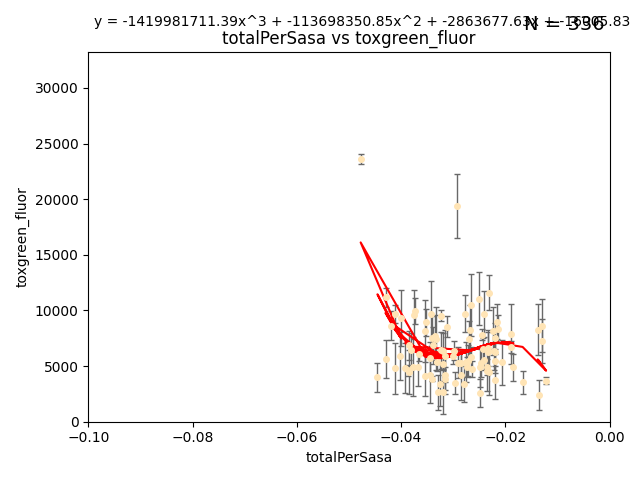 y = -1419981711.39x^3 + -113698350.85x^2 + -2863677.63x + -16905.83
N = 336
totalPerSasa vs toxgreen_fluor
30000
25000
20000
15000
10000
5000
0
toxgreen_fluor
−0.10 −0.08 −0.06 −0.04 −0.02 0.00
totalPerSasa